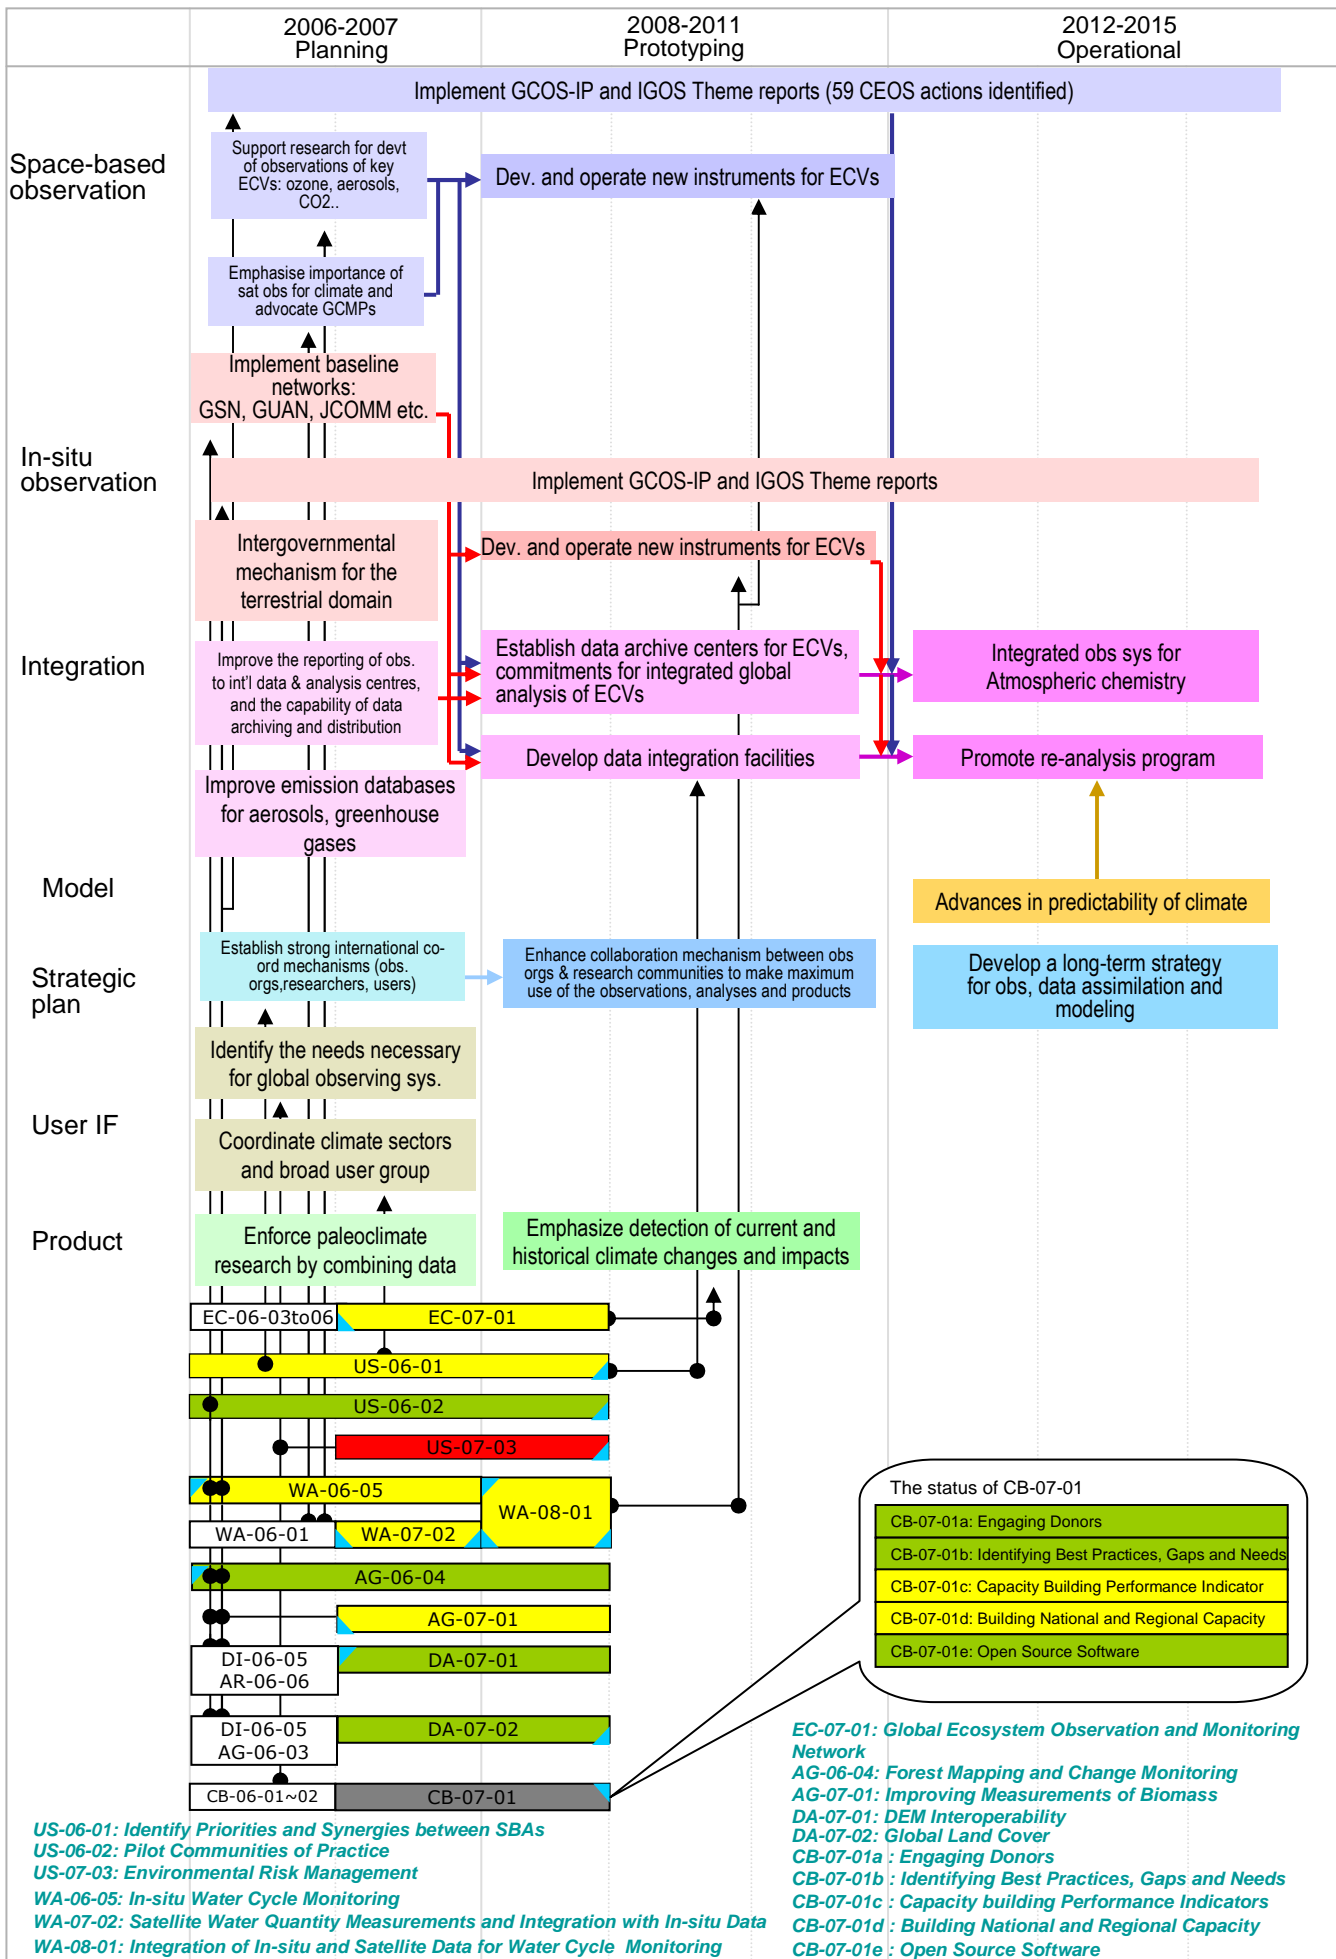 2006-2007
Planning
2008-2011
Prototyping
2012-2015
Operational
Implement GCOS-IP and IGOS Theme reports (59 CEOS actions identified)
Space-based
observation
Support research for devt
of observations of key
ECVs: ozone, aerosols,
CO2..
Dev. and operate new instruments for ECVs
Emphasise importance of
sat obs for climate and
advocate GCMPs
Implement baseline
networks:
GSN, GUAN, JCOMM etc.
In-situ
observation
Implement GCOS-IP and IGOS Theme reports
Intergovernmental
mechanism for the
terrestrial domain
Dev. and operate new instruments for ECVs
Integration
Improve the reporting of obs.
to int'l data & analysis centres,
and the capability of data
archiving and distribution
Establish data archive centers for ECVs,
commitments for integrated global
analysis of ECVs
Integrated obs sys for
Atmospheric chemistry
Develop data integration facilities
Promote re-analysis program
Improve emission databases
for aerosols, greenhouse
gases
Model
Advances in predictability of climate
Strategic
plan
Establish strong international co-
ord mechanisms (obs.
orgs,researchers, users)
Enhance collaboration mechanism between obs
orgs & research communities to make maximum
use of the observations, analyses and products
Develop a long-term strategy
for obs, data assimilation and
modeling
Identify the needs necessary
for global observing sys.
User IF
Coordinate climate sectors
and broad user group
Product
Enforce paleoclimate
research by combining data
Emphasize detection of current and
historical climate changes and impacts
EC-06-03to06
EC-07-01
US-06-01
US-06-02
US-07-03
WA-06-05
WA-08-01
WA-06-01
WA-07-02
AG-06-04
AG-07-01
DI-06-05
AR-06-06
DA-07-01
DI-06-05
AG-06-03
DA-07-02
CB-06-01~02
CB-07-01
The status of CB-07-01
CB-07-01a: Engaging Donors
CB-07-01b: Identifying Best Practices, Gaps and Needs
CB-07-01c: Capacity Building Performance Indicator
CB-07-01d: Building National and Regional Capacity
CB-07-01e: Open Source Software
US-06-01: Identify Priorities and Synergies between SBAs
US-06-02: Pilot Communities of Practice
US-07-03: Environmental Risk Management
WA-06-05: In-situ Water Cycle Monitoring
WA-07-02: Satellite Water Quantity Measurements and Integration with In-situ Data
WA-08-01: Integration of In-situ and Satellite Data for Water Cycle Monitoring
EC-07-01: Global Ecosystem Observation and Monitoring
Network
AG-06-04: Forest Mapping and Change Monitoring
AG-07-01: Improving Measurements of Biomass
DA-07-01: DEM Interoperability
DA-07-02: Global Land Cover
CB-07-01a : Engaging Donors
CB-07-01b : Identifying Best Practices, Gaps and Needs
CB-07-01c : Capacity building Performance Indicators
CB-07-01d : Building National and Regional Capacity
CB-07-01e : Open Source Software